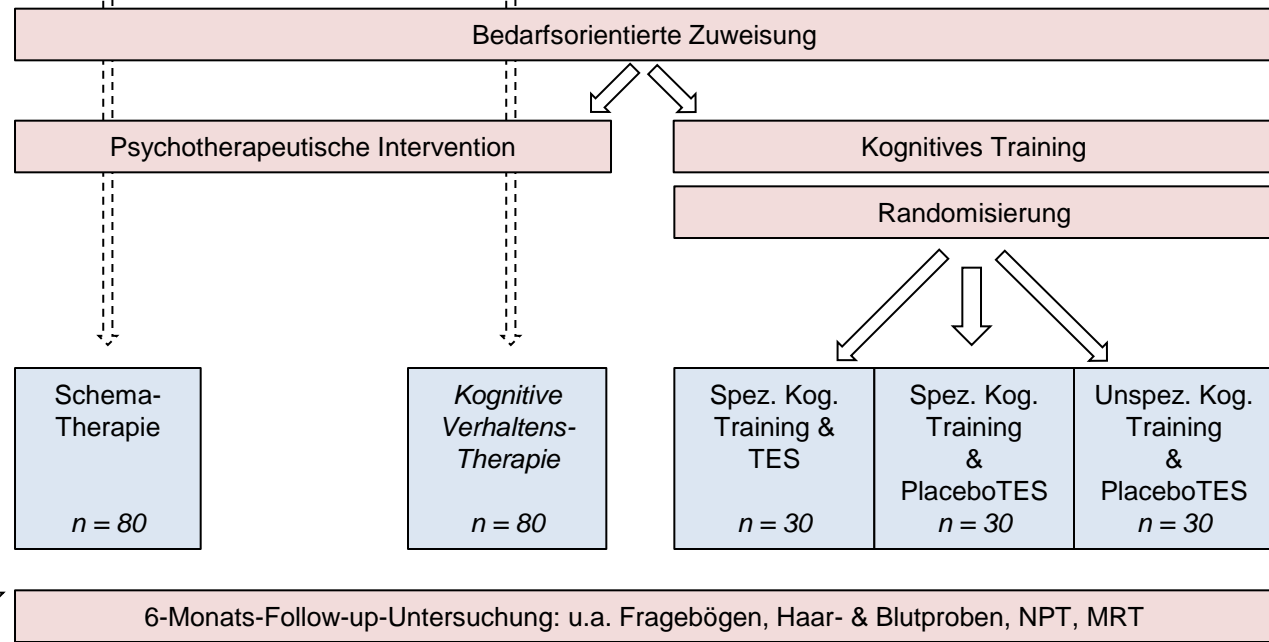 Bedarfsorientierte Zuweisung
Psychotherapeutische Intervention
Kognitives Training
Randomisierung
Schema-
Therapie
n = 80
Kognitive
Verhaltens-
Therapie
n = 80
Spez. Kog.
Training &
TES
n = 30
Spez. Kog.
Training
&
PlaceboTES
n = 30
Unspez. Kog.
Training
&
PlaceboTES
n = 30
6-Monats-Follow-up-Untersuchung: u.a. Fragebögen, Haar- & Blutproben, NPT, MRT